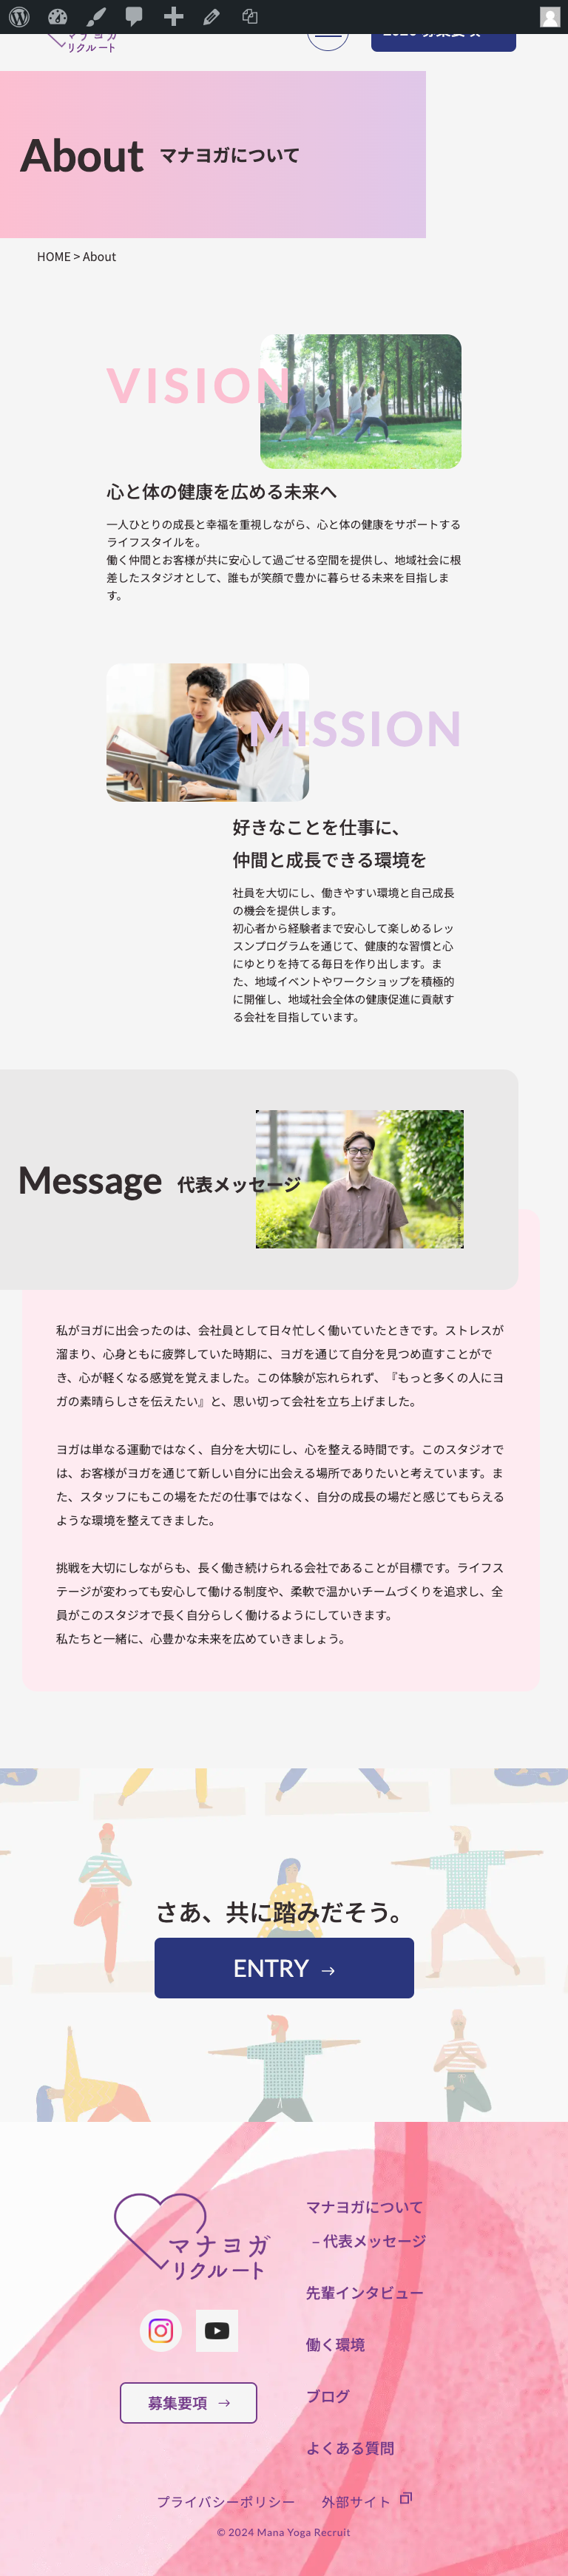 マナヨガ
リクルート
About マナヨガについて
HOME > About
VISION
心と体の健康を広める未来へ
一人ひとりの成長と幸福を重視しながら、心と体の健康をサポートする
ライフスタイルを。
働く仲間とお客様が共に安心して過ごせる空間を提供し、地域社会に根
差したスタジオとして、誰もが笑顔で豊かに暮らせる未来を目指しま
す。
MISSION
好きなことを仕事に、
仲間と成長できる環境を
社員を大切にし、働きやすい環境と自己成長
の機会を提供します。
初心者から経験者まで安心して楽しめるレッ
スンプログラムを通じて、健康的な習慣と心
にゆとりを持てる毎日を作り出します。ま
た、地域イベントやワークショップを積極的
に開催し、地域社会全体の健康促進に貢献す
る会社を目指しています。
Message 代表メッセージ
私がヨガに出会ったのは、会社員として日々忙しく働いていたときです。ストレスが
溜まり、心身ともに疲弊していた時期に、ヨガを通じて自分を見つめ直すことがで
き、心が軽くなる感覚を覚えました。この体験が忘れられず、『もっと多くの人にヨ
ガの素晴らしさを伝えたい』と、思い切って会社を立ち上げました。
ヨガは単なる運動ではなく、自分を大切にし、心を整える時間です。このスタジオで
は、お客様がヨガを通じて新しい自分に出会える場所でありたいと考えています。ま
た、スタッフにもこの場をただの仕事ではなく、自分の成長の場だと感じてもらえる
ような環境を整えてきました。
挑戦を大切にしながらも、長く働き続けられる会社であることが目標です。ライフス
テージが変わっても安心して働ける制度や、柔軟で温かいチームづくりを追求し、全
員がこのスタジオで長く自分らしく働けるようにしていきます。
私たちと一緒に、心豊かな未来を広めていきましょう。
さあ、共に踏みだそう。
ENTRY →
マナヨガ
リクルート
募集要項 →
マナヨガについて
– 代表メッセージ
先輩インタビュー
働く環境
ブログ
よくある質問
プライバシーポリシー 外部サイト
© 2024 Mana Yoga Recruit